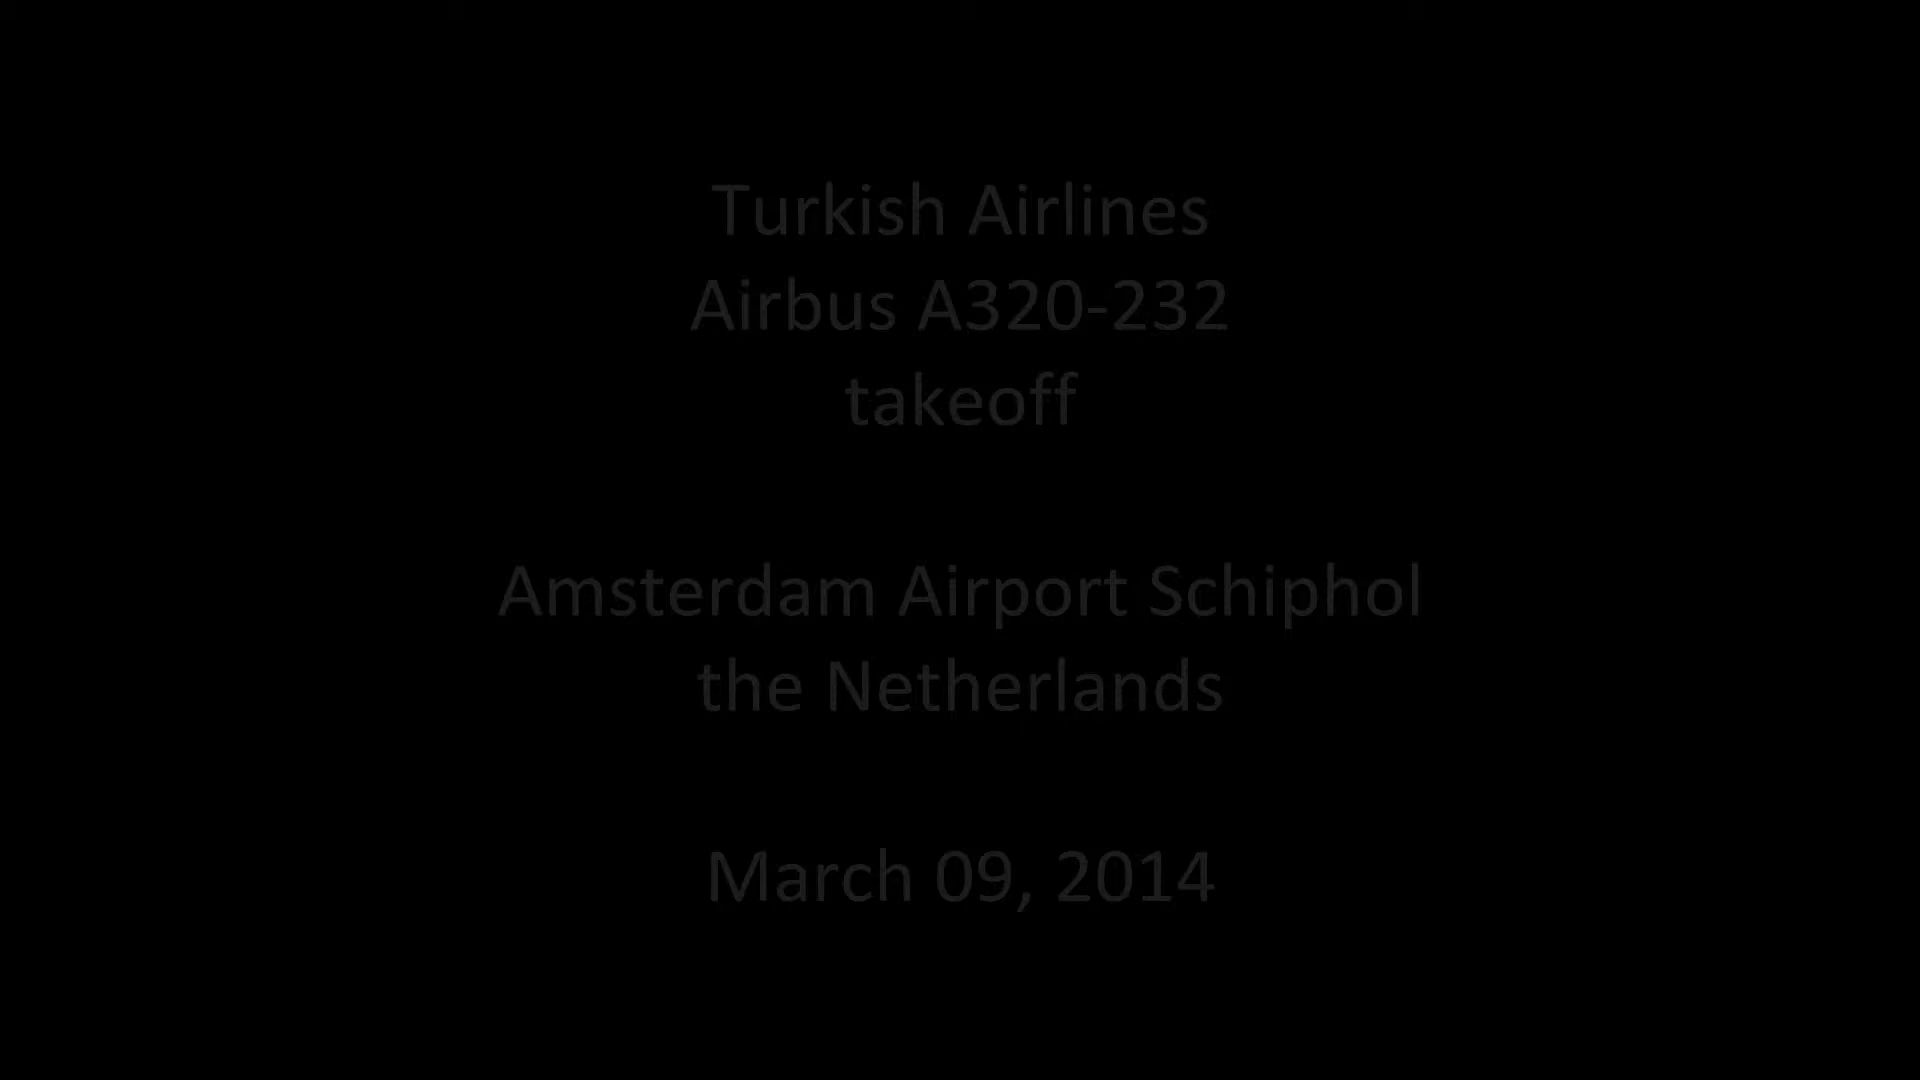 Turkish Airlines
Airbus A320-232
takeoff
Amsterdam Airport Schiphol
the Netherlands
March 09, 2014